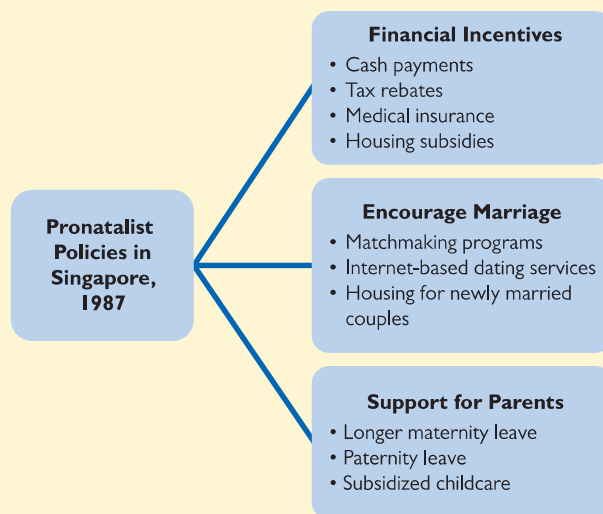 Pronatalist
Policies in
Singapore,
1987
Financial Incentives
• Cash payments
• Tax rebates
• Medical insurance
• Housing subsidies
Encourage Marriage
• Matchmaking programs
• Internet-based dating services
• Housing for newly married
couples
Support for Parents
• Longer maternity leave
• Paternity leave
• Subsidized childcare